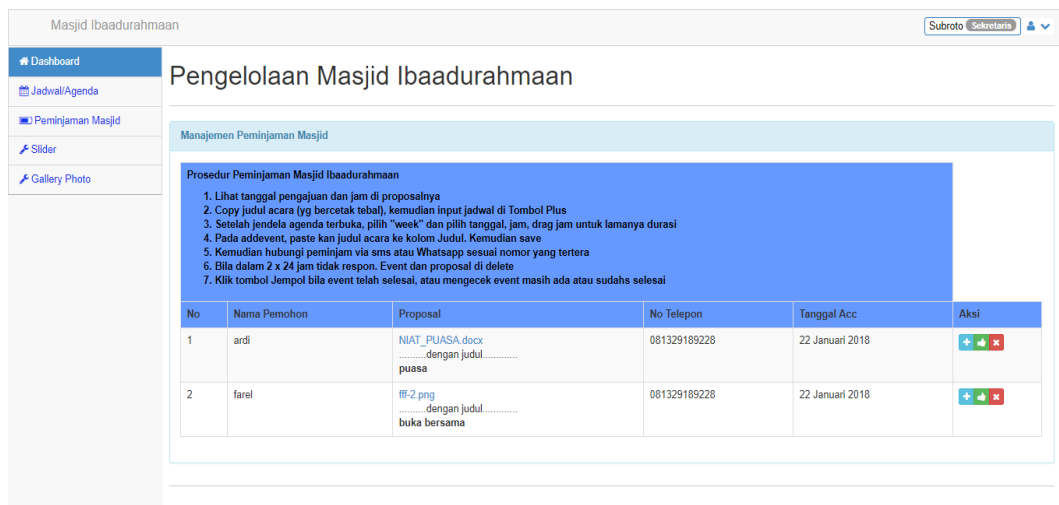 Masjid Ibaadurahmaan
Subroto Sekretaris
Dashboard
Jadwal/Agenda
Peminjaman Masjid
Slider
Gallery Photo
Pengelolaan Masjid Ibaadurahmaan
Manajemen Peminjaman Masjid
Prosedur Peminjaman Masjid Ibaadurahmaan
1. Lihat tanggal pengajuan dan jam di proposalnya
2. Copy judul acara (yg bercetak tebal), kemudian input jadwal di Tombol Plus
3. Setelah jendela agenda terbuka, pilih "week" dan pilih tanggal, jam, drag jam untuk lamanya durasi
4. Pada addevent, paste kan judul acara ke kolom Judul. Kemudian save
5. Kemudian hubungi peminjam via sms atau Whatsapp sesuai nomor yang tertera
6. Bila dalam 2 x 24 jam tidak respon. Event dan proposal di delete
7. Klik tombol Jempol bila event telah selesai, atau mengecek event masih ada atau sudahs selesai
No Nama Pemohon Proposal No Telepon Tanggal Acc Aksi
1 ardi NIAT_PUASA.docx 081329189228 22 Januari 2018
..........dengan judul............
puasa
2 farel fff-2.png 081329189228 22 Januari 2018
..........dengan judul............
buka bersama